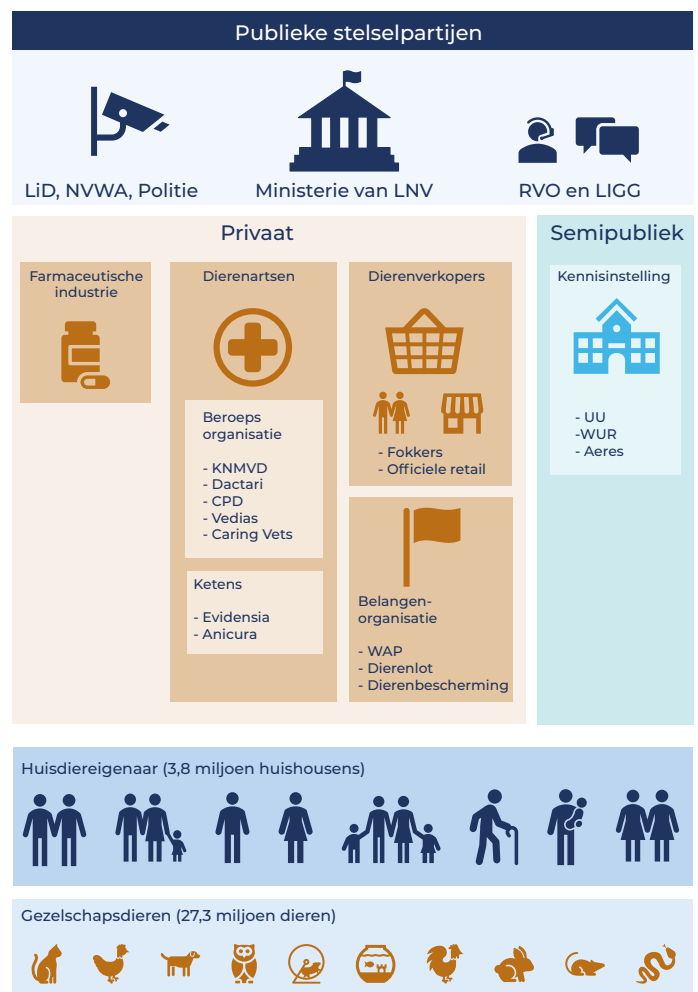 Publieke stelselpartijen
LiD, NVWA, Politie
Ministerie van LNV
RVO en LIGG
Privaat
Farmaceutische
industrie
Dierenartsen
Beroeps
organisatie
- KNMVD
- Dactari
- CPD
- Vedias
- Caring Vets
Ketens
- Evidensia
- Anicura
Dierenverkopers
- Fokkers
- Officiele retail
Belangen-
organisatie
- WAP
- Dierenlot
- Dierenbescherming
Semipubliek
Kennisinstelling
- UU
-WUR
- Aeres
Huisdiereigenaar (3,8 miljoen huishousens)
Gezelschapsdieren (27,3 miljoen dieren)